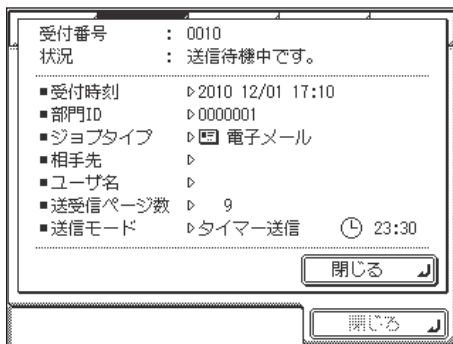 受付番号 : 0010
状況 : 送信待機中です。
■受付時刻 ▷2010 12/01 17:10
■部門ID ▷0000001
■ジョブタイプ ▷電子メール
■相手先 ▷
■ユーザ名 ▷
■送受信ページ数 ▷ 9
■送信モード ▷タイマー送信 23:30
閉じる
閉じる